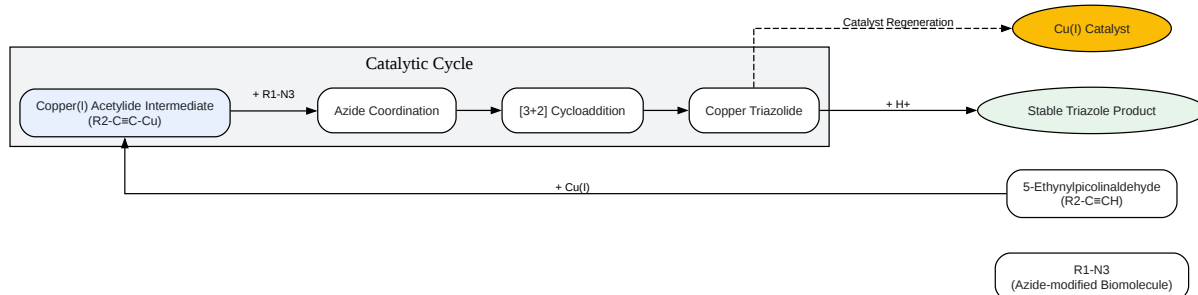 Catalyst Regeneration
Cu(I) Catalyst
Catalytic Cycle
Copper(I) Acetylide Intermediate
(R2-C≡C-Cu)
+ R1-N3
Azide Coordination
[3+2] Cycloaddition
Copper Triazolide
+ H+
Stable Triazole Product
+ Cu(I)
5-Ethynylpicolinaldehyde
(R2-C≡CH)
R1-N3
(Azide-modified Biomolecule)